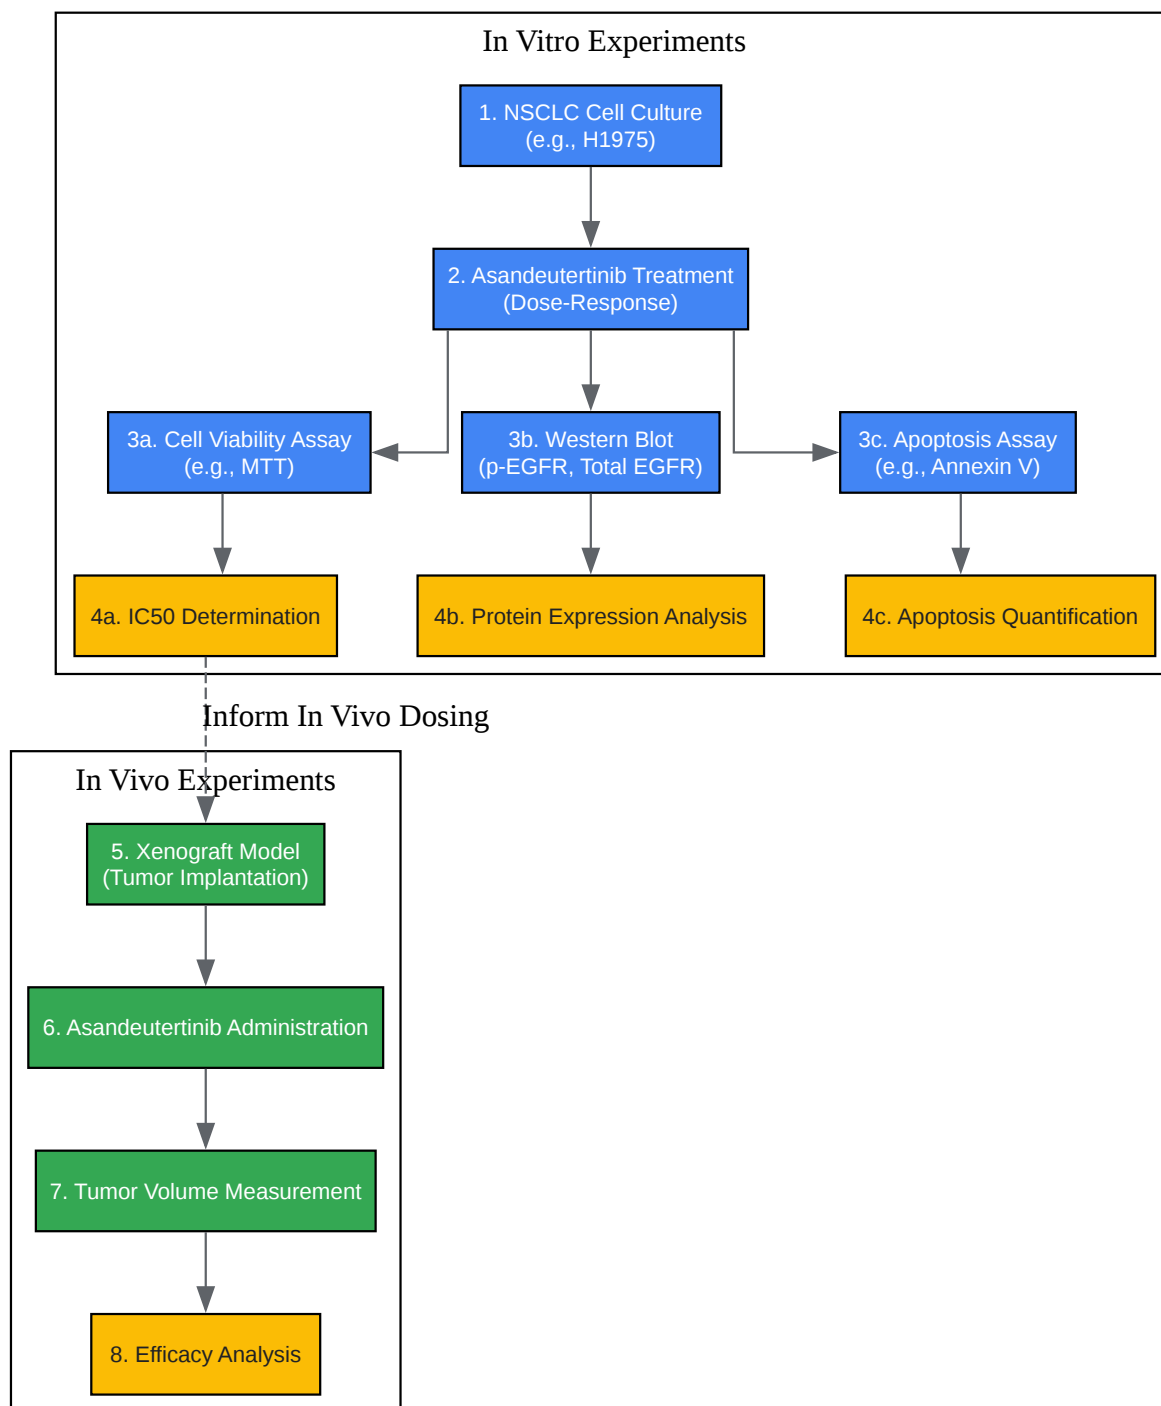 In Vitro Experiments
1. NSCLC Cell Culture
(e.g., H1975)
2. Asandeutertinib Treatment
(Dose-Response)
3a. Cell Viability Assay
(e.g., MTT)
3b. Western Blot
(p-EGFR, Total EGFR)
3c. Apoptosis Assay
(e.g., Annexin V)
4a. IC50 Determination
4b. Protein Expression Analysis
4c. Apoptosis Quantification
Inform In Vivo Dosing
In Vivo Experiments
5. Xenograft Model
(Tumor Implantation)
6. Asandeutertinib Administration
7. Tumor Volume Measurement
8. Efficacy Analysis